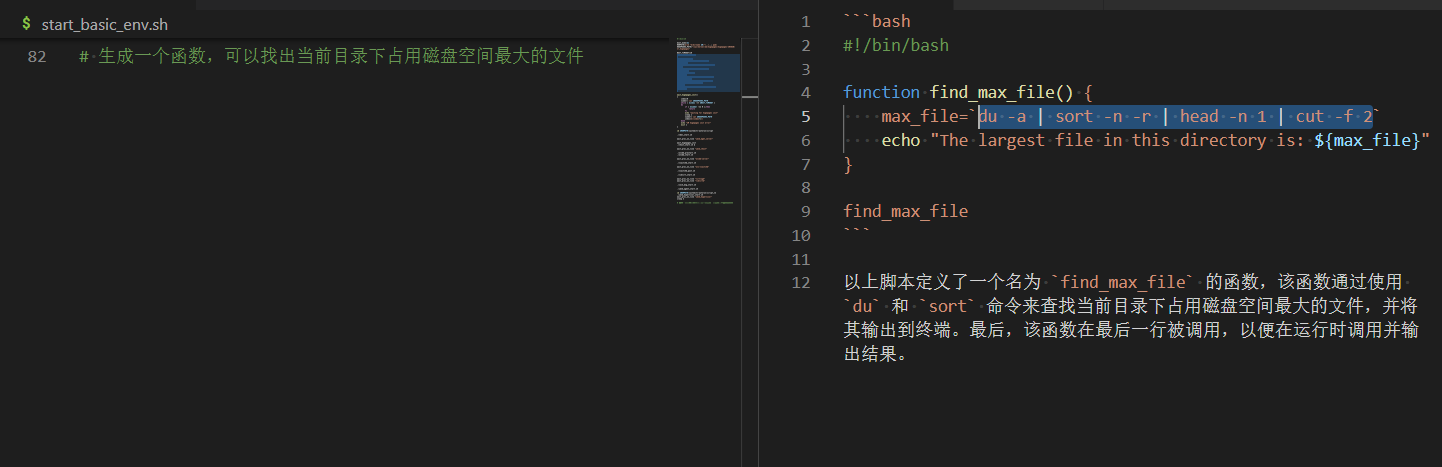 $ start_basic_env.sh
82 # 生成一个函数，可以找出当前目录下占用磁盘空间最大的文件
1 ```bash
2 #!/bin/bash
3
4 function find_max_file() {
5 max_file=`du -a | sort -n -r | head -n 1 | cut -f 2`
6 echo "The largest file in this directory is: ${max_file}"
7 }
8
9 find_max_file
10 ```
11
12 以上脚本定义了一个名为 `find_max_file` 的函数，该函数通过使用
`du` 和 `sort` 命令来查找当前目录下占用磁盘空间最大的文件，并将
其输出到终端。最后，该函数在最后一行被调用，以便在运行时调用并输
出结果。